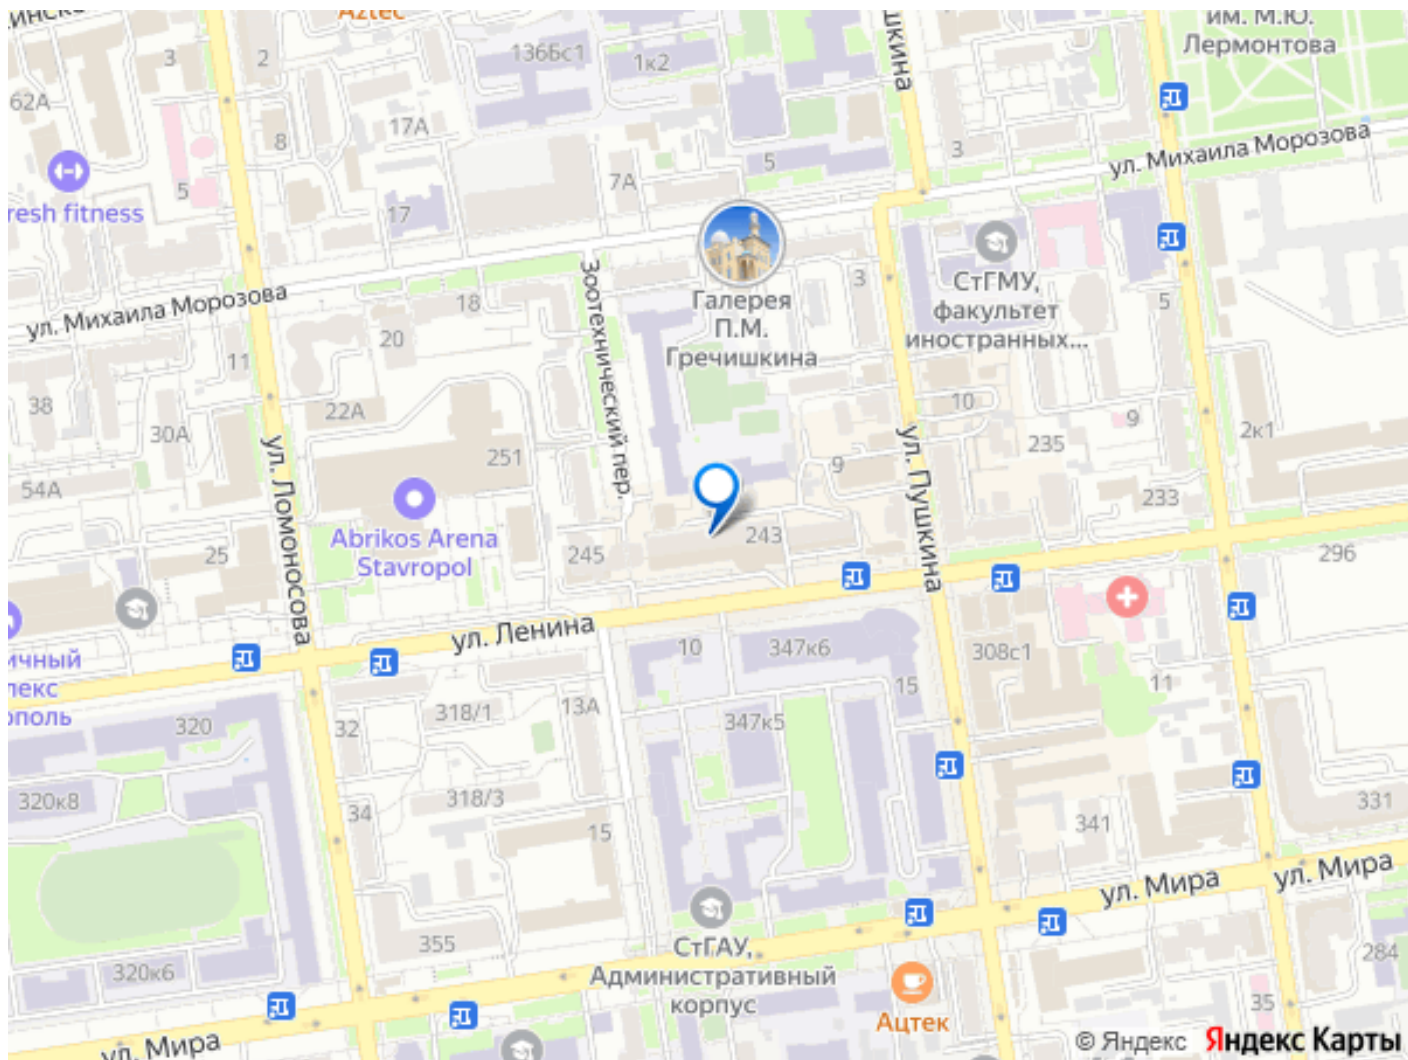 Aztec
им. М.Ю.
Лермонтова
136Бс1
1к2
3
2
62А
17А
8
5
3
ул. Михаила Морозова
7А
5
resh fitness
17
Зоотехнический пер.
Галерея
П.М.
Гречишкина
3
СтГМУ,
факультет
иностранных...
5
ул. Михаила Морозова
18
20
11
38
22А
30А
10
9
235
2к1
ул. Ломоносова
251
9
ул. Пушкина
54А
233
Abrikos Arena
Stavropol
243
245
25
296
ул. Ленина
10
347к6
308с1
ичный
лекс
ополь
15
11
320
318/1
13А
32
347к5
320к8
318/3
34
15
331
341
ул. Мира
ул. Мира
355
СтГАУ,
Административный
корпус
320к6
284
35
Ацтек
ул. Мира
© Яндекс Яндекс Карты